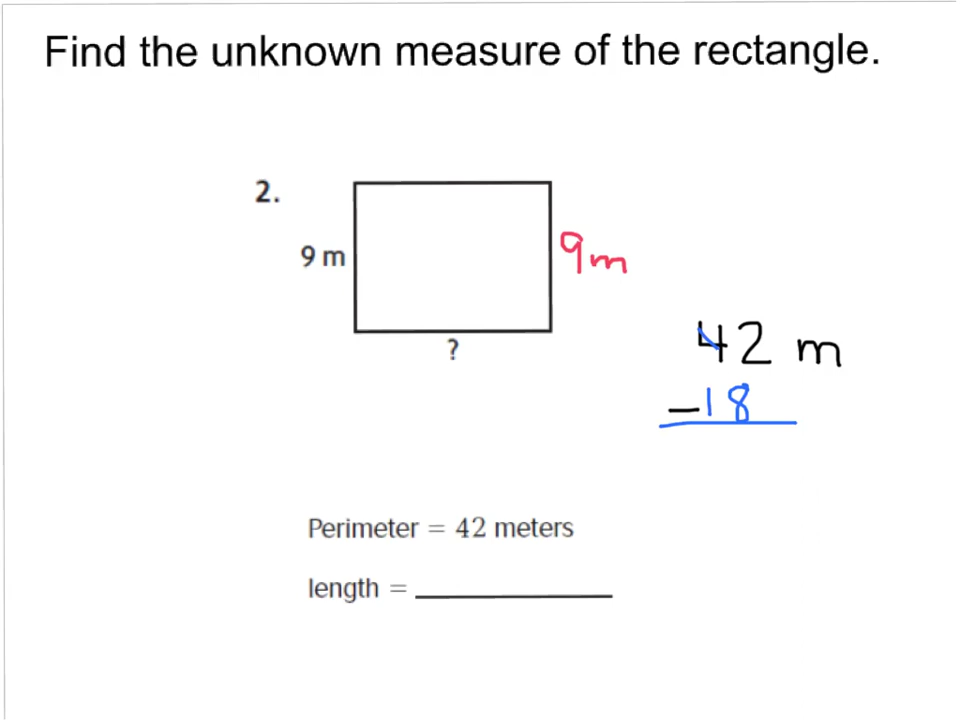 Find the unknown measure of the rectangle.
2.
9 m
9m
?
42 m
-18
Perimeter = 42 meters
length =